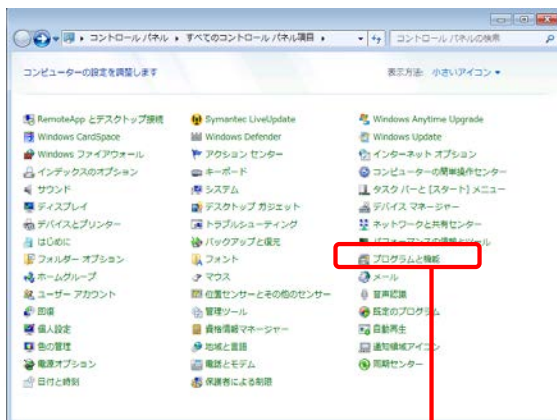 コントロール パネル ▸ すべてのコントロール パネル項目 ▸
コントロール パネルの検索
コンピューターの設定を調整します
表示方法: 小さいアイコン ▾
RemoteApp とデスクトップ接続
Symantec LiveUpdate
Windows Anytime Upgrade
Windows CardSpace
Windows Defender
Windows Update
Windows ファイアウォール
アクション センター
インターネット オプション
インデックスのオプション
キーボード
コンピューターの簡単操作センター
サウンド
システム
タスク バーと [スタート] メニュー
ディスプレイ
デスクトップ ガジェット
デバイス マネージャー
デバイスとプリンター
トラブルシューティング
ネットワークと共有センター
はじめに
バックアップと復元
パフォーマンスの情報とツール
フォルダー オプション
フォント
プログラムと機能
ホームグループ
マウス
メール
ユーザー アカウント
位置センサーとその他のセンサー
音声認識
回復
管理ツール
既定のプログラム
個人設定
資格情報マネージャー
自動再生
色の管理
地域と言語
通知領域アイコン
電源オプション
電話とモデム
同期センター
日付と時刻
保護者による制限